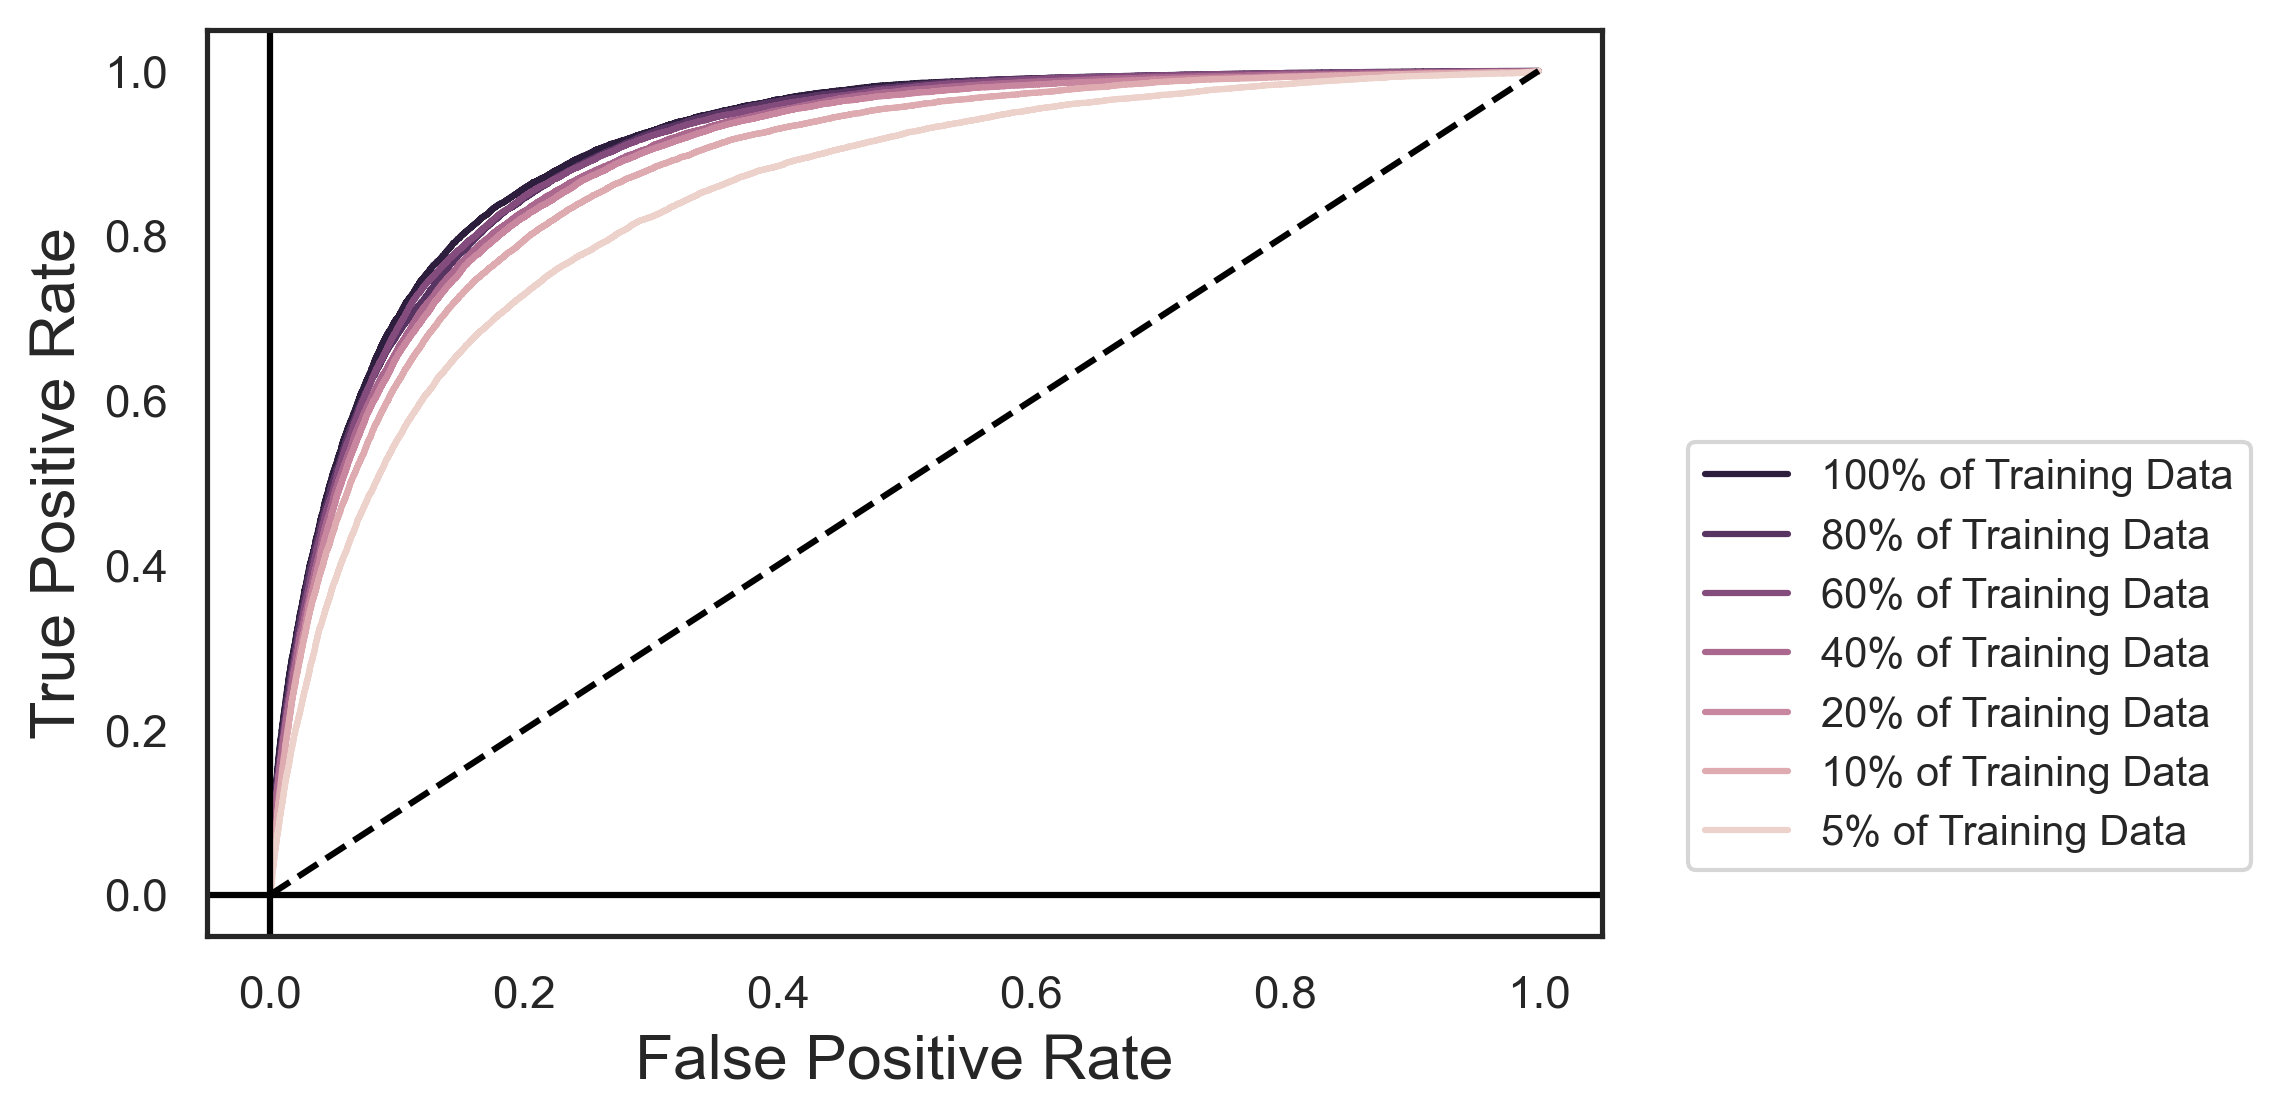 1.0
0.8
0.6
0.4
0.2
0.0
True Positive Rate
0.0 0.2 0.4 0.6 0.8 1.0
False Positive Rate
100% of Training Data
80% of Training Data
60% of Training Data
40% of Training Data
20% of Training Data
10% of Training Data
5% of Training Data